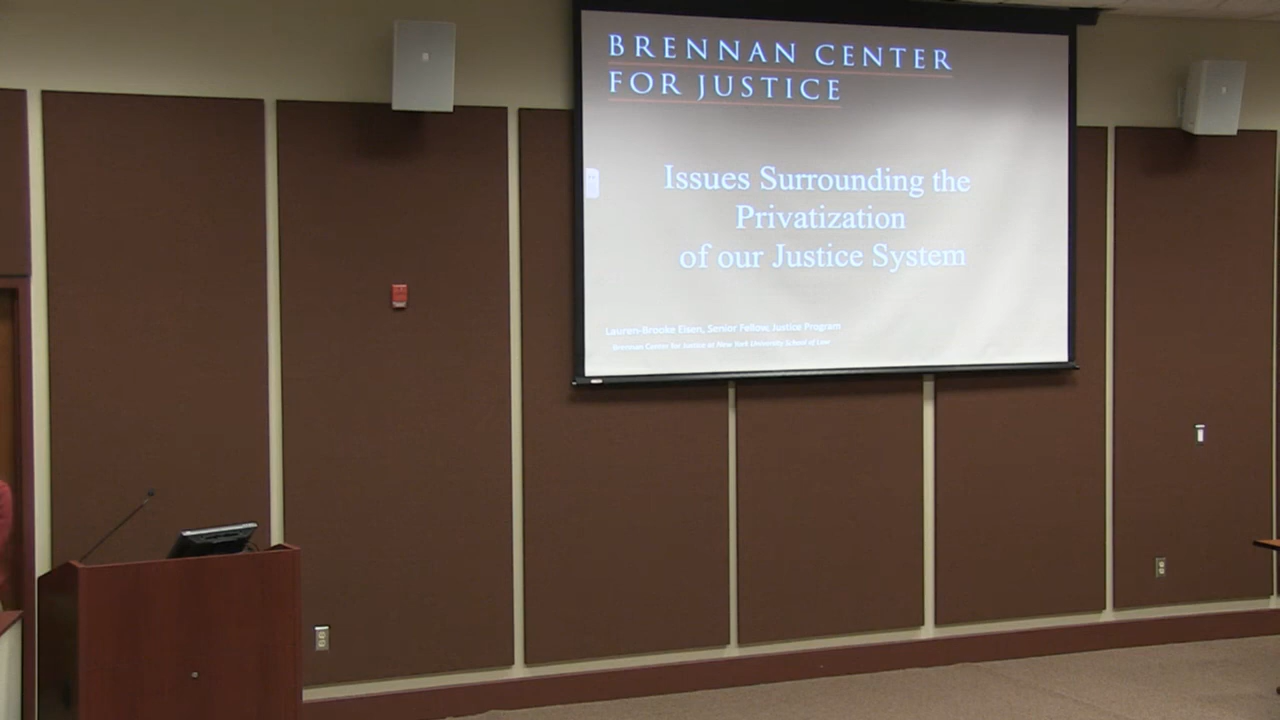 BRENNAN CENTER
FOR JUSTICE
Issues Surrounding the
Privatization
of our Justice System
Lauren-Brooke Eisen, Senior Fellow, Justice Program
Brennan Center for Justice at New York University School of Law